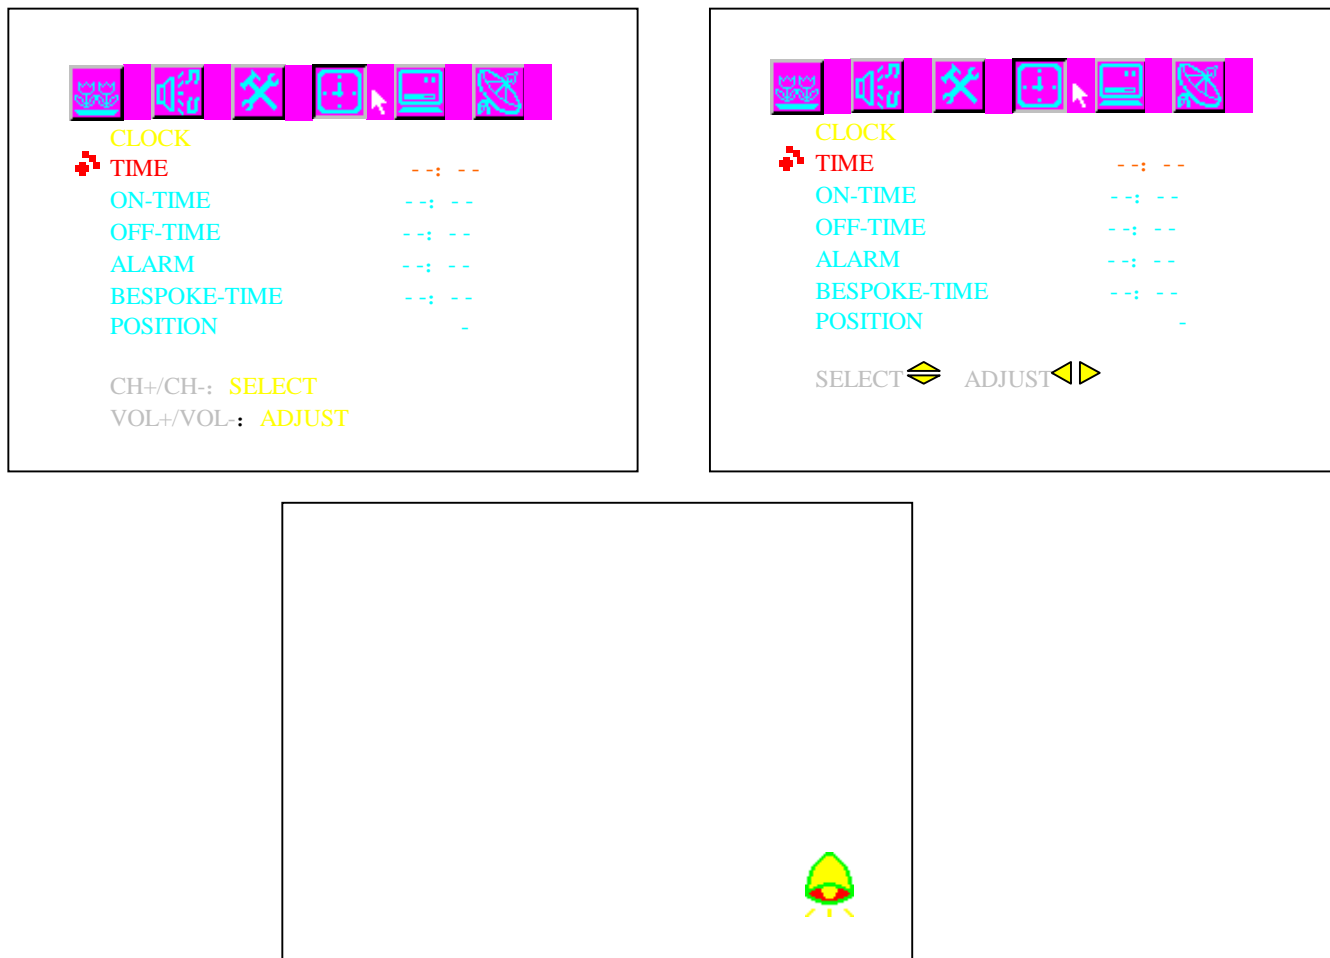 CLOCK
TIME - -: - -
ON-TIME - -: - -
OFF-TIME - -: - -
ALARM - -: - -
BESPOKE-TIME - -: - -
POSITION -
CH+/CH-: SELECT
VOL+/VOL-: ADJUST
CLOCK
TIME - -: - -
ON-TIME - -: - -
OFF-TIME - -: - -
ALARM - -: - -
BESPOKE-TIME - -: - -
POSITION -
SELECT ADJUST